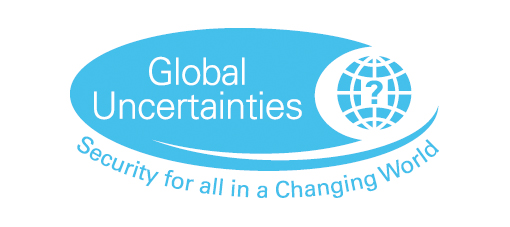 Global
Uncertainties
?
Security for all in a Changing World